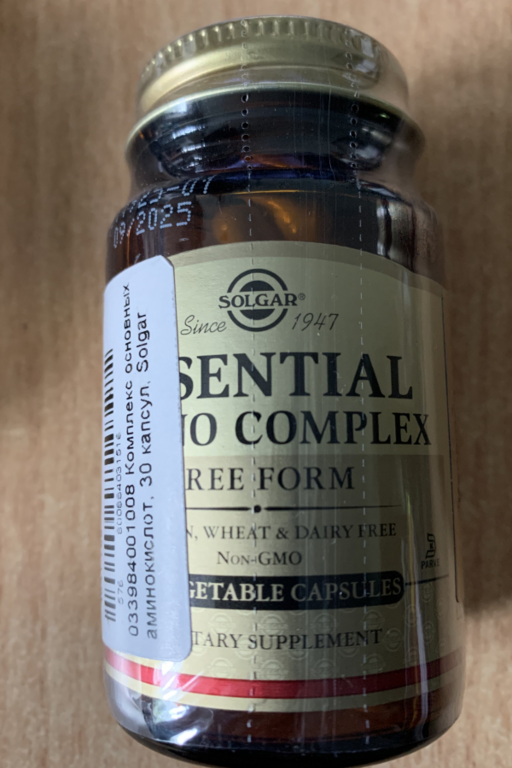 09/2025
SOLGAR®
Since 1947
SENTIAL
NO COMPLEX
REE FORM
N, WHEAT & DAIRY FREE
NON-GMO
GETABLE CAPSULES
TARY SUPPLEMENT
033984001008 Комплекс основных
аминокислот, 30 капсул, Solgar